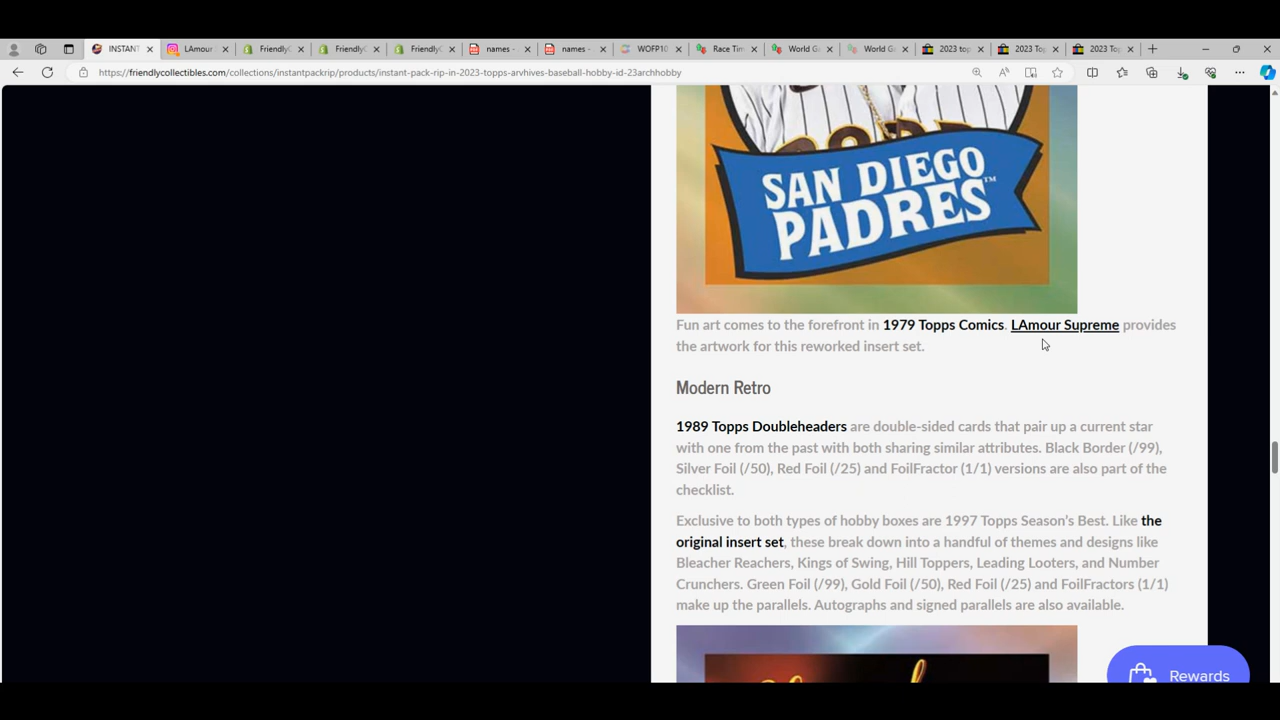 INSTANT
LAmour
FriendlyC
FriendlyC
FriendlyC
names -
names -
WOFP10
Race Tim
World Ga
World Ga
2023 top
2023 Top
2023 Top
https://friendlycollectibles.com/collections/instantpackrip/products/instant-pack-rip-in-2023-topps-arvhives-baseball-hobby-id-23archhobby
SAN DIEGO
PADRES™
Fun art comes to the forefront in 1979 Topps Comics. LAmour Supreme provides
the artwork for this reworked insert set.
Modern Retro
1989 Topps Doubleheaders are double-sided cards that pair up a current star
with one from the past with both sharing similar attributes. Black Border (/99),
Silver Foil (/50), Red Foil (/25) and FoilFractor (1/1) versions are also part of the
checklist.
Exclusive to both types of hobby boxes are 1997 Topps Season's Best. Like the
original insert set, these break down into a handful of themes and designs like
Bleacher Reachers, Kings of Swing, Hill Toppers, Leading Looters, and Number
Crunchers. Green Foil (/99), Gold Foil (/50), Red Foil (/25) and FoilFractors (1/1)
make up the parallels. Autographs and signed parallels are also available.
Rewards